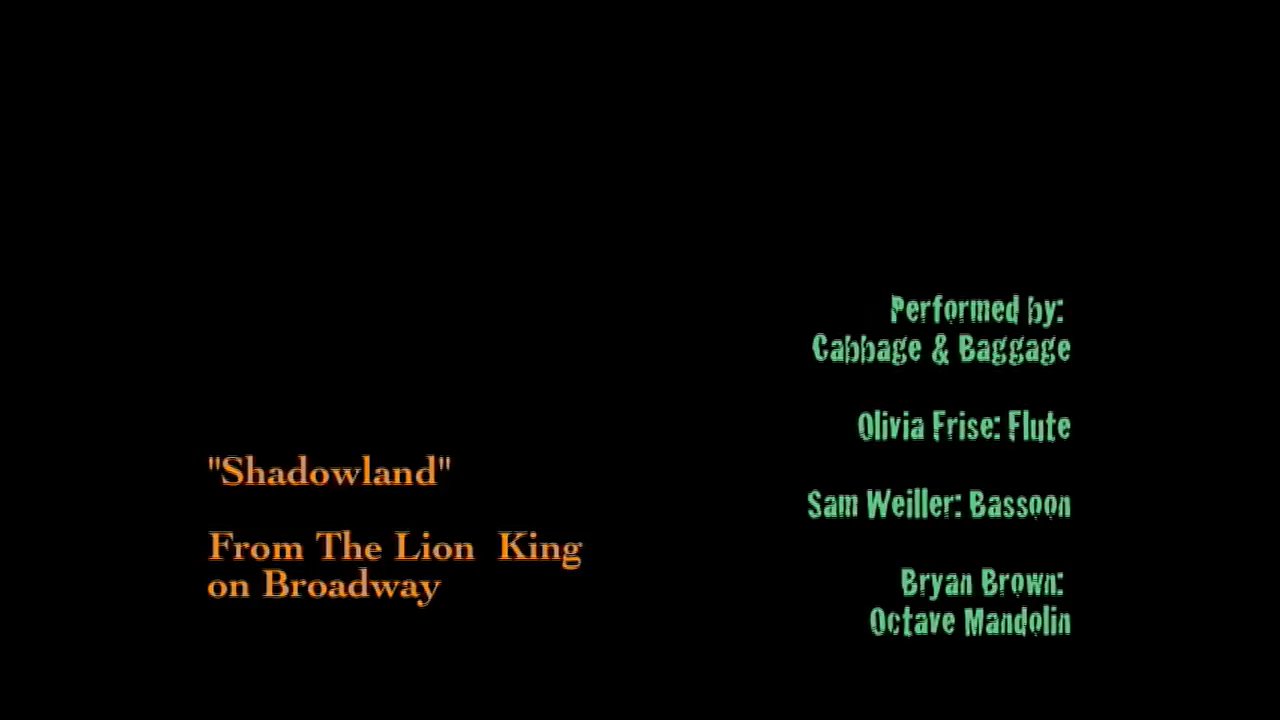 "Shadowland"
From The Lion King
on Broadway
Performed by:
Cabbage & Baggage
Olivia Frise: Flute
Sam Weiller: Bassoon
Bryan Brown:
Octave Mandolin